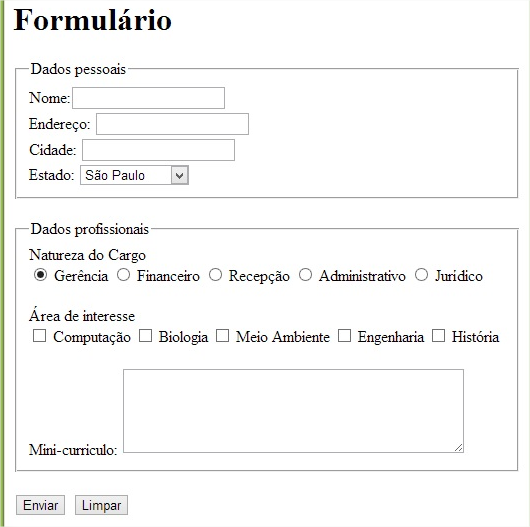 Formulário
Dados pessoais
Nome:
Endereço:
Cidade:
Estado: São Paulo
Dados profissionais
Natureza do Cargo
Gerência Financeiro Recepção Administrativo Jurídico
Área de interesse
Computação Biologia Meio Ambiente Engenharia História
Mini-curriculo:
Enviar Limpar